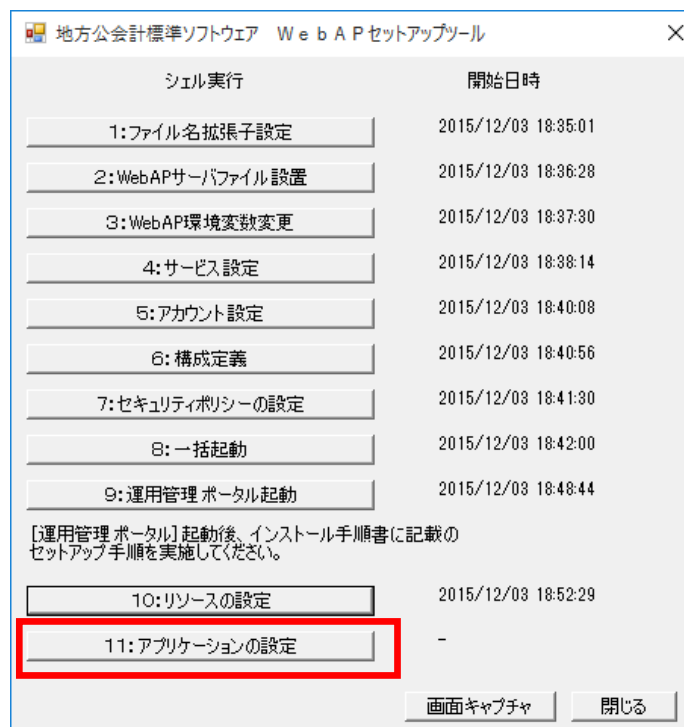 地方公会計標準ソフトウェア　ＷｅｂＡＰセットアップツール
シェル実行 開始日時
1:ファイル名拡張子設定 2015/12/03 18:35:01
2:WebAPサーバファイル設置 2015/12/03 18:36:28
3:WebAP環境変数変更 2015/12/03 18:37:30
4:サービス設定 2015/12/03 18:38:14
5:アカウント設定 2015/12/03 18:40:08
6:構成定義 2015/12/03 18:40:56
7:セキュリティポリシーの設定 2015/12/03 18:41:30
8:一括起動 2015/12/03 18:42:00
9:運用管理ポータル起動 2015/12/03 18:48:44
[運用管理ポータル]起動後、インストール手順書に記載の
セットアップ手順を実施してください。
10:リソースの設定 2015/12/03 18:52:29
11:アプリケーションの設定 -
画面キャプチャ 閉じる